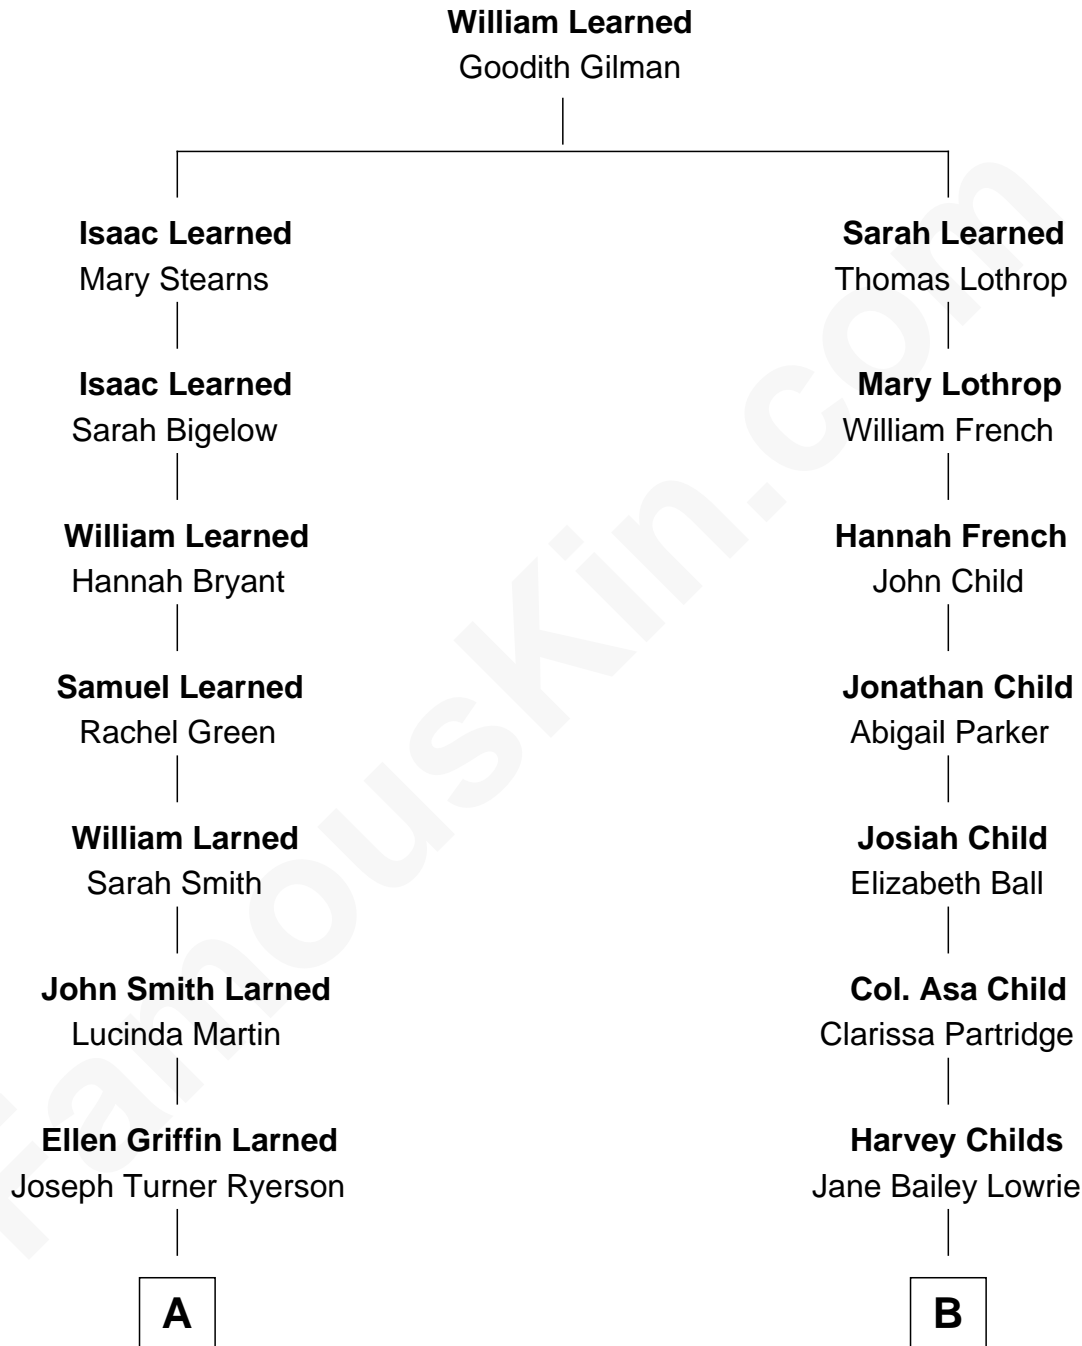 William Learned
Goodith Gilman
Isaac Learned
Mary Stearns
Sarah Learned
Thomas Lothrop
Isaac Learned
Sarah Bigelow
Mary Lothrop
William French
William Learned
Hannah Bryant
Hannah French
John Child
Samuel Learned
Rachel Green
Jonathan Child
Abigail Parker
William Larned
Sarah Smith
Josiah Child
Elizabeth Ball
John Smith Larned
Lucinda Martin
Col. Asa Child
Clarissa Partridge
Ellen Griffin Larned
Joseph Turner Ryerson
Harvey Childs
Jane Bailey Lowrie
A
B
FamousKin.com